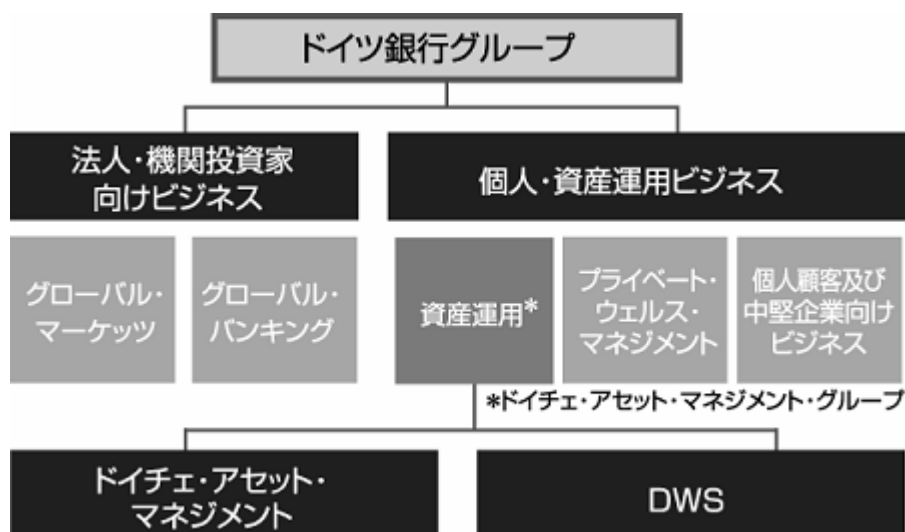 ドイツ銀行グループ
法人・機関投資家
向けビジネス
個人・資産運用ビジネス
グローバル・
マーケッツ
グローバル・
バンキング
資産運用*
プライベート・
ウェルス・
マネジメント
個人顧客及び
中堅企業向け
ビジネス
*ドイチェ・アセット・マネジメント・グループ
ドイチェ・アセット・
マネジメント
DWS